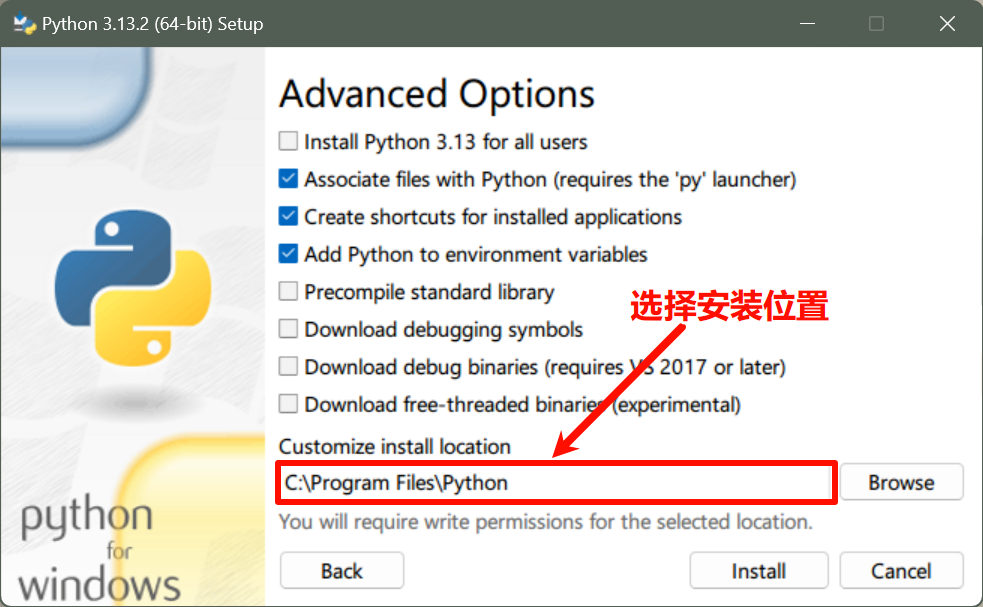 Python 3.13.2 (64-bit) Setup
Advanced Options
Install Python 3.13 for all users
Associate files with Python (requires the 'py' launcher)
Create shortcuts for installed applications
Add Python to environment variables
Precompile standard library
选择安装位置
Download debugging symbols
Download debug binaries (requires VS 2017 or later)
Download free-threaded binaries (experimental)
Customize install location
C:\Program Files\Python
Browse
You will require write permissions for the selected location.
python
for
windows
Back
Install
Cancel